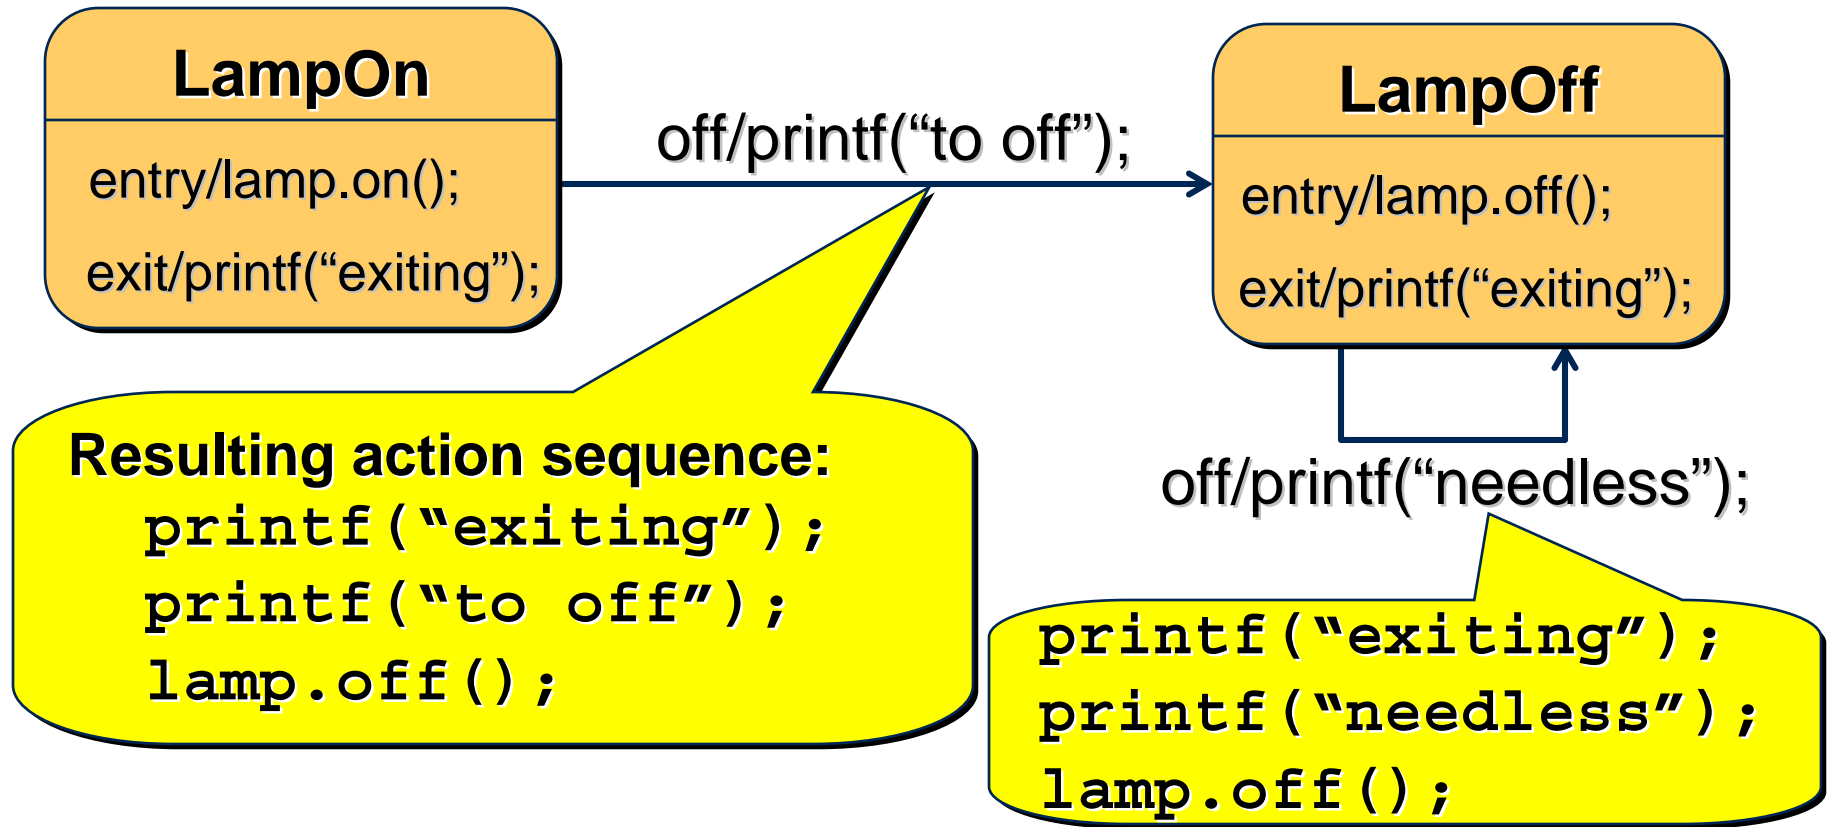 LampOn
entry/lamp.on();
exit/printf(“exiting”);
off/printf(“to off”);
LampOff
entry/lamp.off();
exit/printf(“exiting”);
off/printf(“needless”);
Resulting action sequence:
printf(“exiting”);
printf(“to off”);
lamp.off();
printf(“exiting”);
printf(“needless”);
lamp.off();